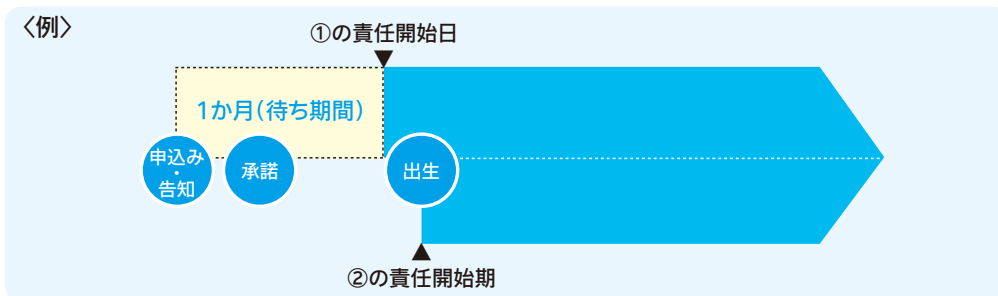 〈例〉
①の責任開始日
1か月(待ち期間)
申込み
・
告知
承諾
出生
②の責任開始期